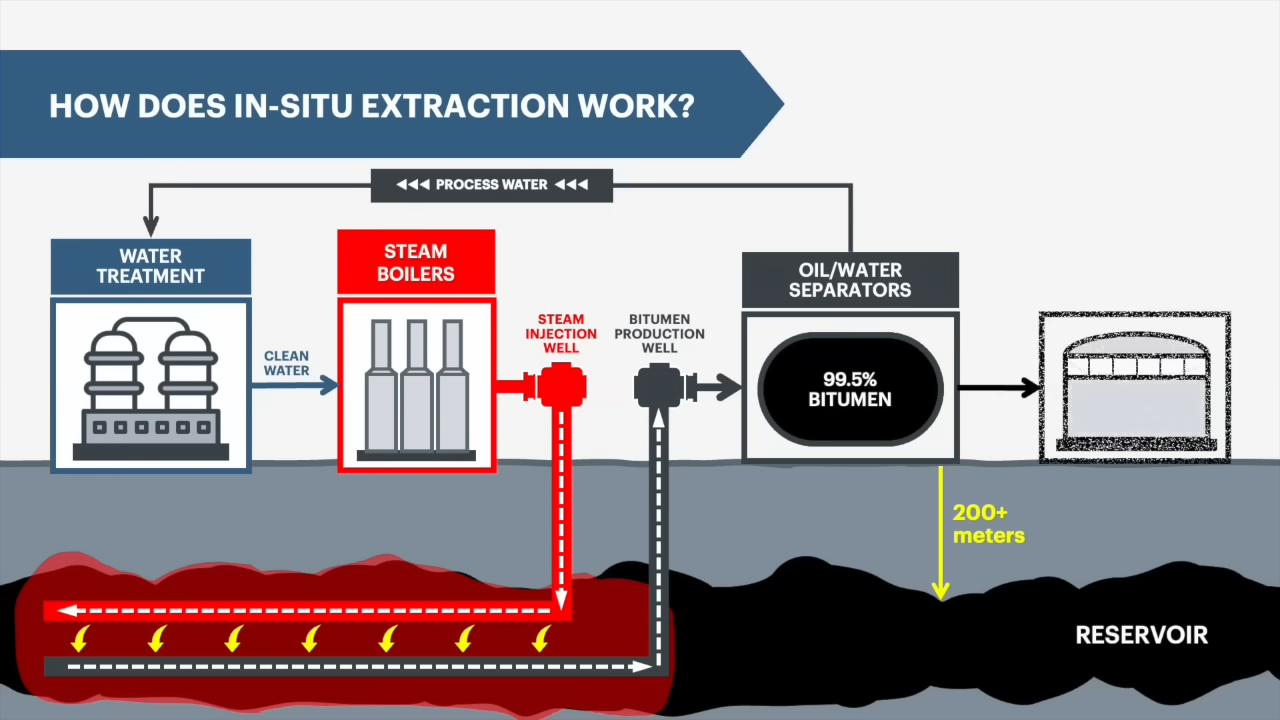 HOW DOES IN-SITU EXTRACTION WORK?
PROCESS WATER
WATER
TREATMENT
STEAM
BOILERS
OIL/WATER
SEPARATORS
CLEAN
WATER
STEAM
INJECTION
WELL
BITUMEN
PRODUCTION
WELL
99.5%
BITUMEN
200+
meters
RESERVOIR